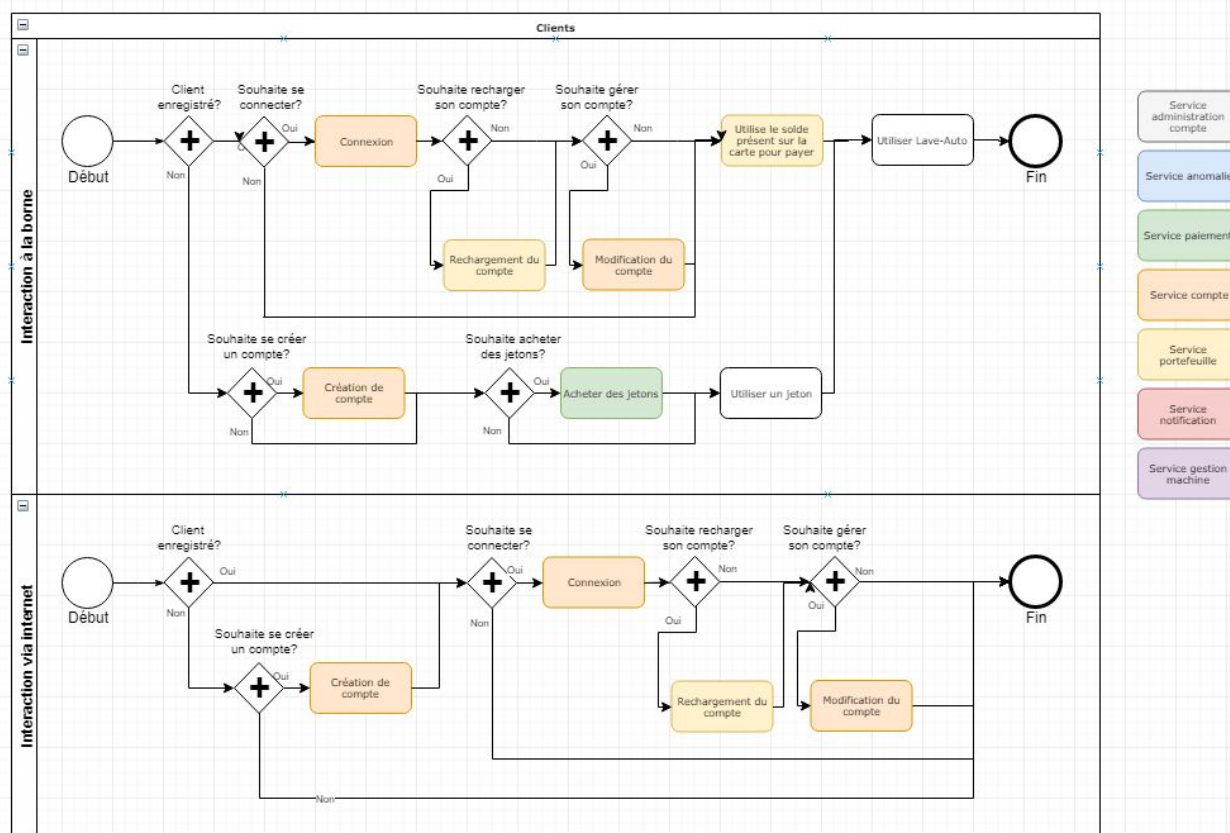 Clients
Interaction à la borne
Client
enregistré?
Souhaite se
connecter?
Souhaite recharger
son compte?
Souhaite gérer
son compte?
Début
Non
Oui
Non
Connexion
Non
Oui
Non
Oui
Utilise le solde
présent sur la
carte pour payer
Utiliser Lave-Auto
Fin
Rechargement du
compte
Modification du
compte
Souhaite se créer
un compte?
Oui
Non
Création de
compte
Souhaite acheter
des jetons?
Oui
Non
Acheter des jetons
Utiliser un jeton
Service
administration
compte
Service anomalie
Service paiement
Service compte
Service
portefeuille
Service
notification
Service gestion
machine
Interaction via internet
Client
enregistré?
Souhaite se
connecter?
Souhaite recharger
son compte?
Souhaite gérer
son compte?
Début
Oui
Non
Oui
Non
Connexion
Non
Oui
Non
Oui
Fin
Souhaite se créer
un compte?
Oui
Création de
compte
Rechargement du
compte
Modification du
compte
Non